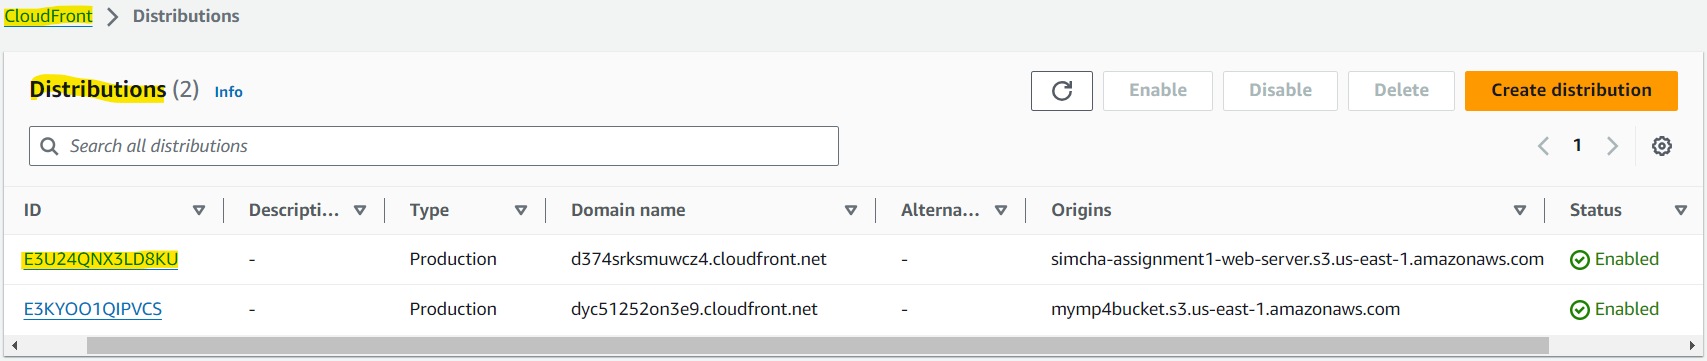 CloudFront > Distributions
Distributions (2) Info
Enable Disable Delete Create distribution
Search all distributions
1
ID Descripti... Type Domain name Alterna... Origins Status
E3U24QNX3LD8KU - Production d374srksmuwcz4.cloudfront.net - simcha-assignment1-web-server.s3.us-east-1.amazonaws.com Enabled
E3KYOO1QIPVCS - Production dyc51252on3e9.cloudfront.net - mymp4bucket.s3.us-east-1.amazonaws.com Enabled